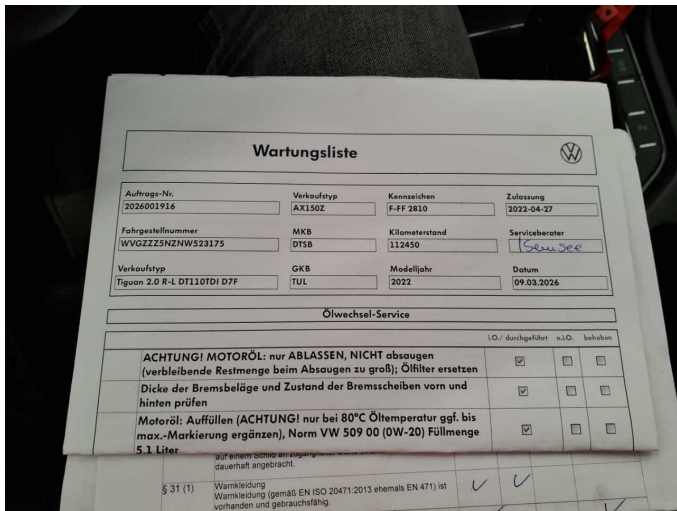 Wartungsliste
Auftrags-Nr. Verkaufstyp Kennzeichen Zulassung
2026001916 AX150Z F-FF 2810 2022-04-27
Fahrgestellnummer MKB Kilometerstand Serviceberater
WVGZZZ5NZNW523175 DTSB 112450
Verkaufstyp GKB Modelljahr Datum
Tiguan 2.0 R-L DT110TDI D7F TUL 2022 09.03.2026
Ölwechsel-Service
i.O./ durchgeführt n.i.O. behoben
ACHTUNG! MOTORÖL: nur ABLASSEN, NICHT absaugen
(verbleibende Restmenge beim Absaugen zu groß); Ölfilter ersetzen
Dicke der Bremsbeläge und Zustand der Bremsscheiben vorn und
hinten prüfen
Motoröl: Auffüllen (ACHTUNG! nur bei 80°C Öltemperatur ggf. bis
max.-Markierung ergänzen), Norm VW 509 00 (0W-20) Füllmenge
5.1 Liter
auf einem Schild an
dauerhaft angebracht.
§ 31 (1) Warnkleidung
Warnkleidung (gemäß EN ISO 20471:2013 ehemals EN 471) ist
vorhanden und gebrauchsfähig.